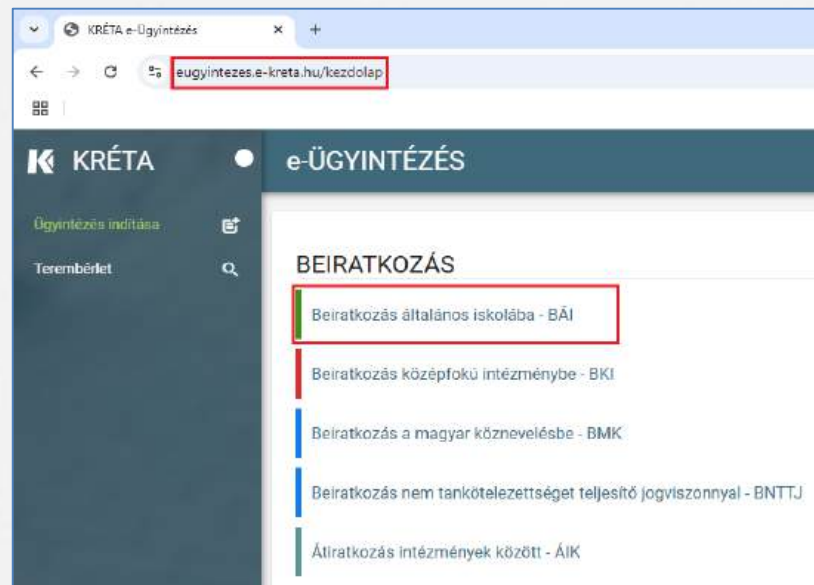 KRÉTA e-Ügyintézés
eugyintezes.e-kreta.hu/kezdolap
KRÉTA
e-ÜGYINTÉZÉS
Ügyintézés indítása
Terembérlet
BEIRATKOZÁS
Beiratkozás általános iskolába - BÁI
Beiratkozás középfokú intézménybe - BKI
Beiratkozás a magyar köznevelésbe - BMK
Beiratkozás nem tankötelezettséget teljesítő jogviszonnyal - BNTTJ
Átiratkozás intézmények között - ÁIK